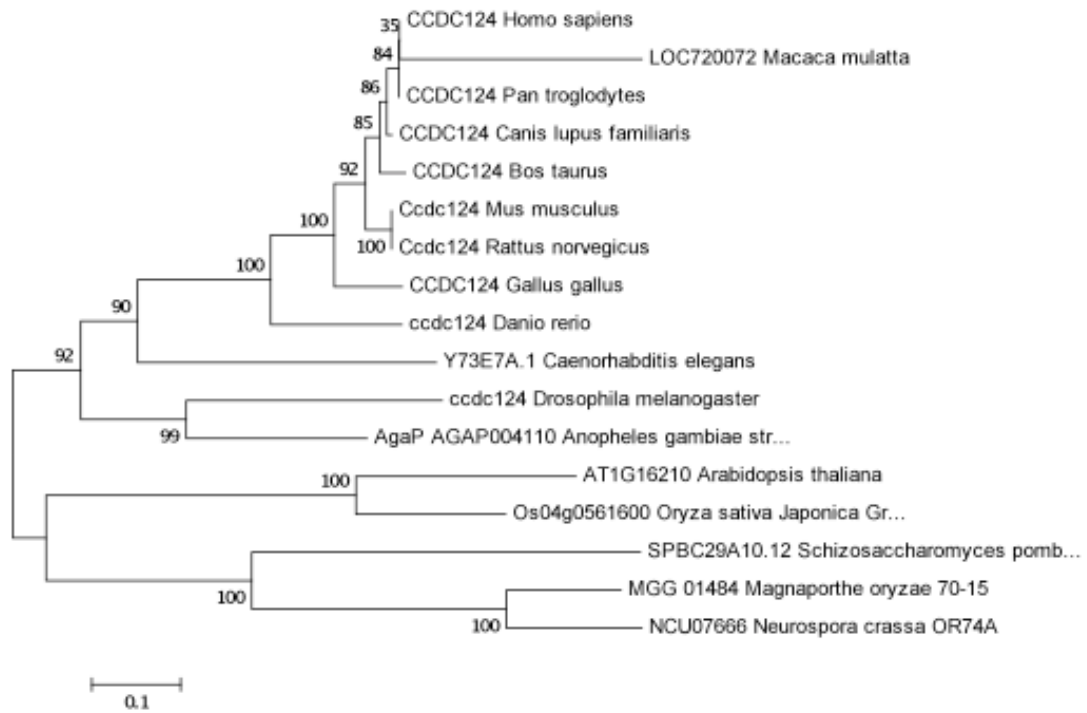 35
CCDC124 Homo sapiens
84
LOC720072 Macaca mulatta
86
CCDC124 Pan troglodytes
85
CCDC124 Canis lupus familiaris
92
CCDC124 Bos taurus
100
Ccdc124 Mus musculus
100
Ccdc124 Rattus norvegicus
100
CCDC124 Gallus gallus
90
ccdc124 Danio rerio
92
Y73E7A.1 Caenorhabditis elegans
ccdc124 Drosophila melanogaster
99
AgaP AGAP004110 Anopheles gambiae str...
100
AT1G16210 Arabidopsis thaliana
Os04g0561600 Oryza sativa Japonica Gr...
SPBC29A10.12 Schizosaccharomyces pomb...
100
MGG 01484 Magnaporthe oryzae 70-15
100
NCU07666 Neurospora crassa OR74A
0.1